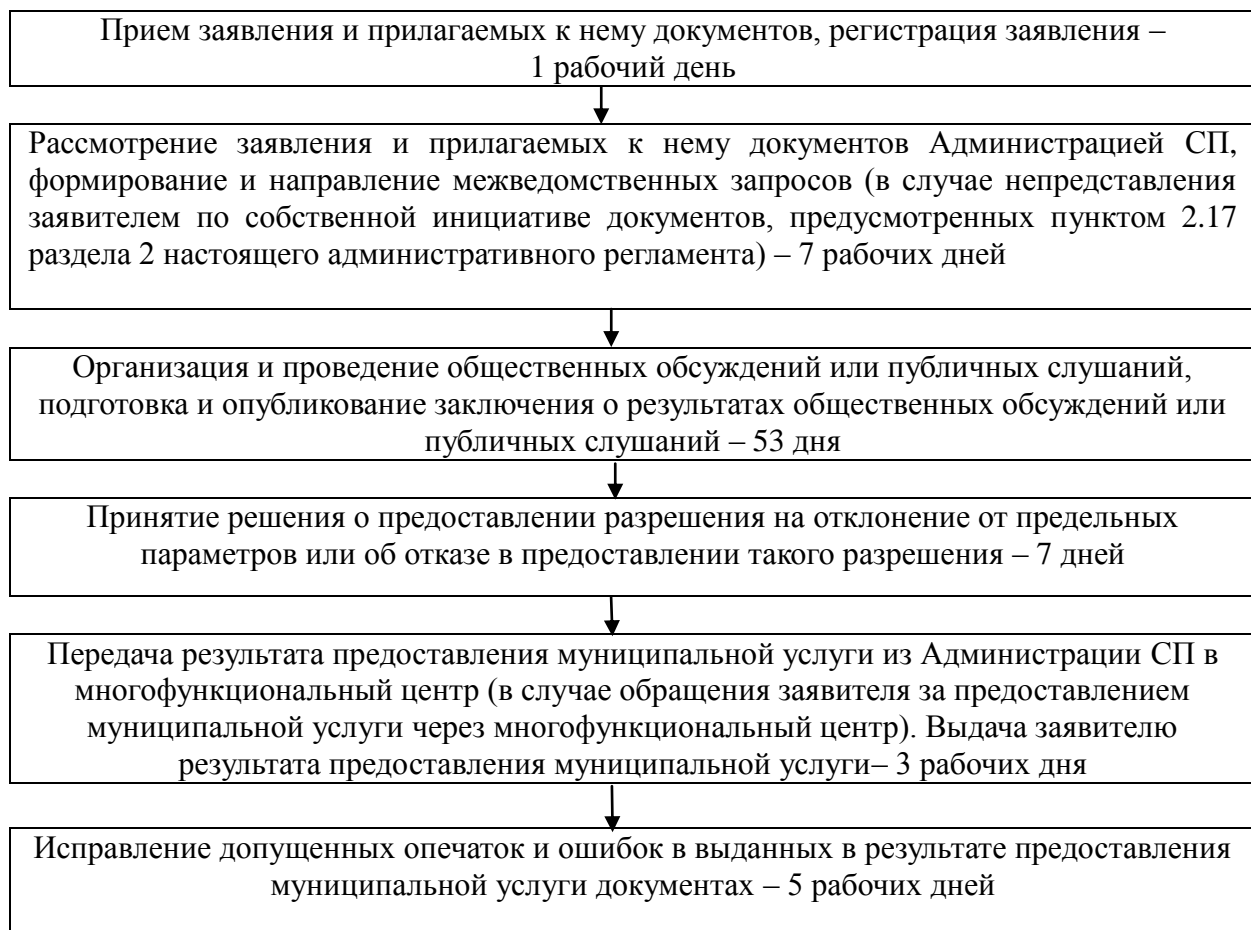 Прием заявления и прилагаемых к нему документов, регистрация заявления –
1 рабочий день
Рассмотрение заявления и прилагаемых к нему документов Администрацией СП,
формирование и направление межведомственных запросов (в случае непредставления
заявителем по собственной инициативе документов, предусмотренных пунктом 2.17
раздела 2 настоящего административного регламента) – 7 рабочих дней
Организация и проведение общественных обсуждений или публичных слушаний,
подготовка и опубликование заключения о результатах общественных обсуждений или
публичных слушаний – 53 дня
Принятие решения о предоставлении разрешения на отклонение от предельных
параметров или об отказе в предоставлении такого разрешения – 7 дней
Передача результата предоставления муниципальной услуги из Администрации СП в
многофункциональный центр (в случае обращения заявителя за предоставлением
муниципальной услуги через многофункциональный центр). Выдача заявителю
результата предоставления муниципальной услуги– 3 рабочих дня
Исправление допущенных опечаток и ошибок в выданных в результате предоставления
муниципальной услуги документах – 5 рабочих дней